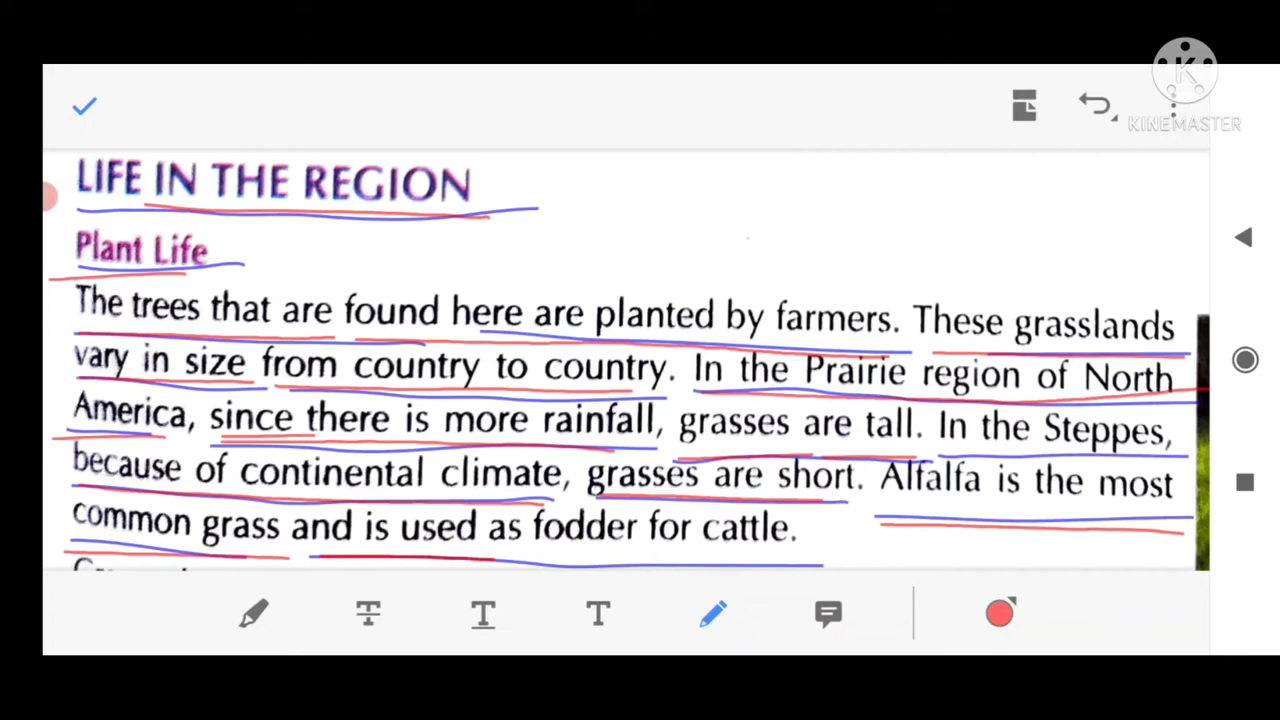 KINEMASTER
LIFE IN THE REGION
Plant Life
The trees that are found here are planted by farmers. These grasslands
vary in size from country to country. In the Prairie region of North
America, since there is more rainfall, grasses are tall. In the Steppes,
because of continental climate, grasses are short. Alfalfa is the most
common grass and is used as fodder for cattle.